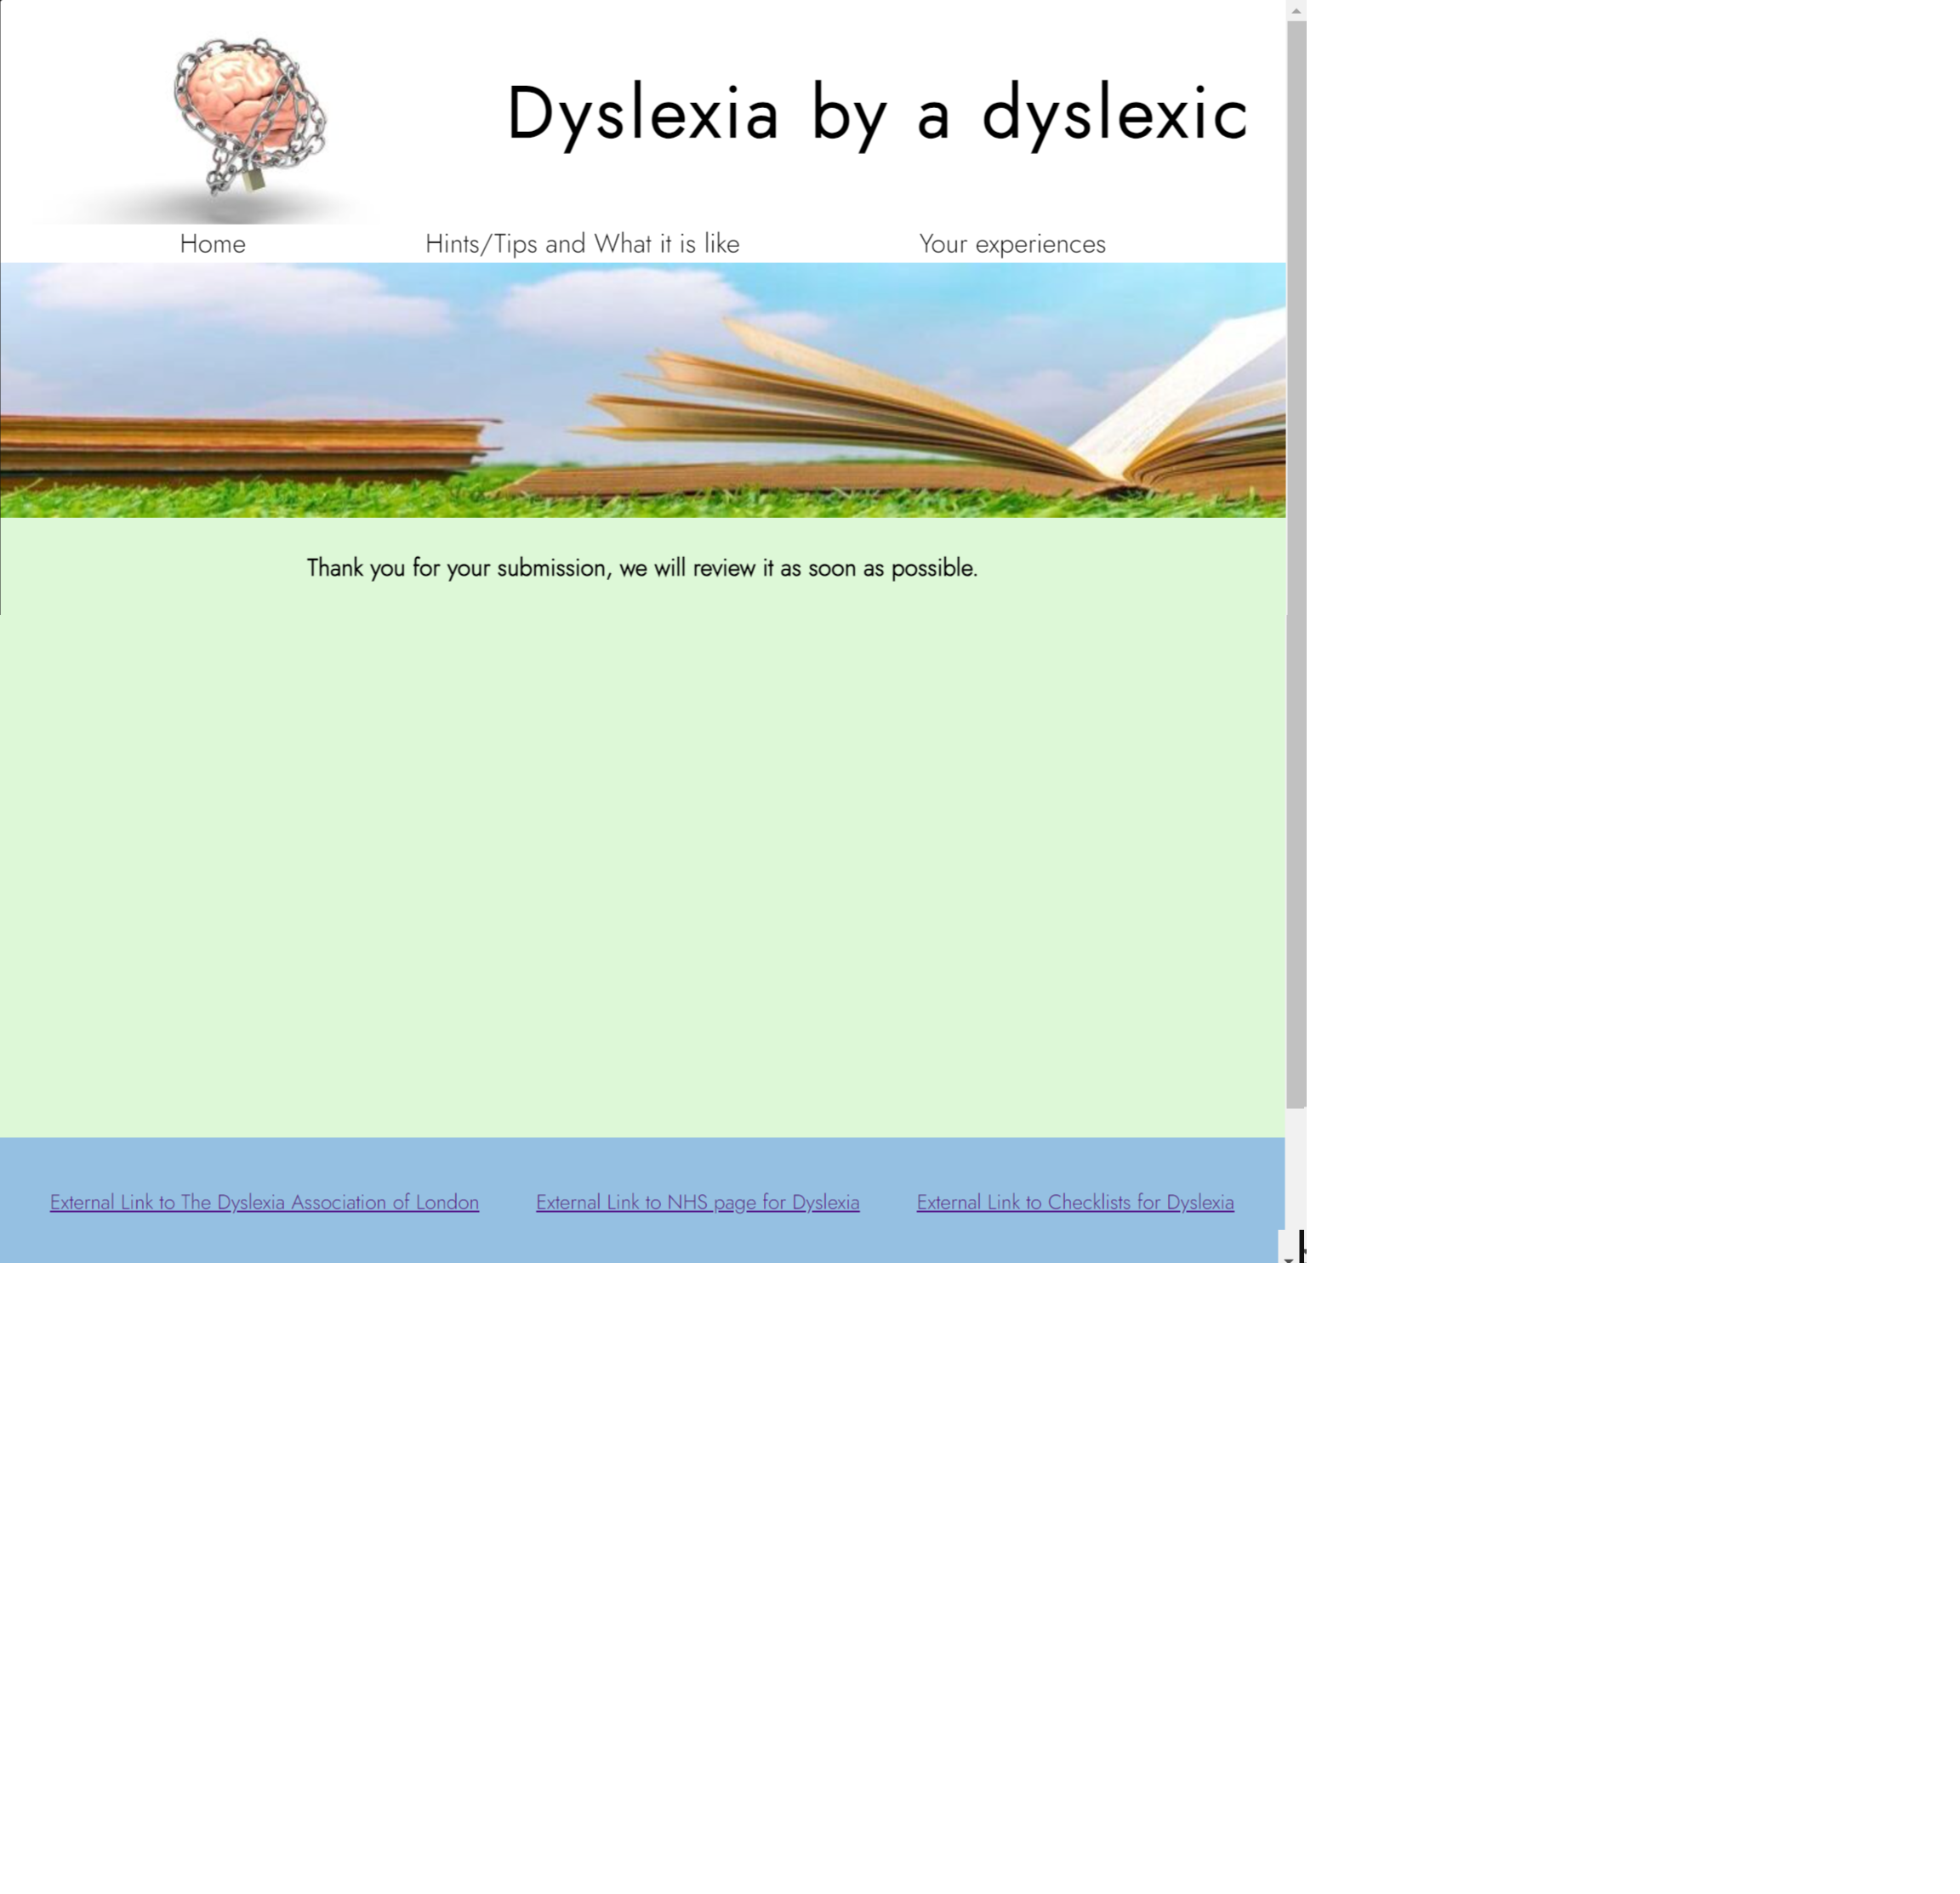 Dyslexia by a dyslexic
Home Hints/Tips and What it is like Your experiences
Thank you for your submission, we will review it as soon as possible.
External Link to The Dyslexia Association of London External Link to NHS page for Dyslexia External Link to Checklists for Dyslexia